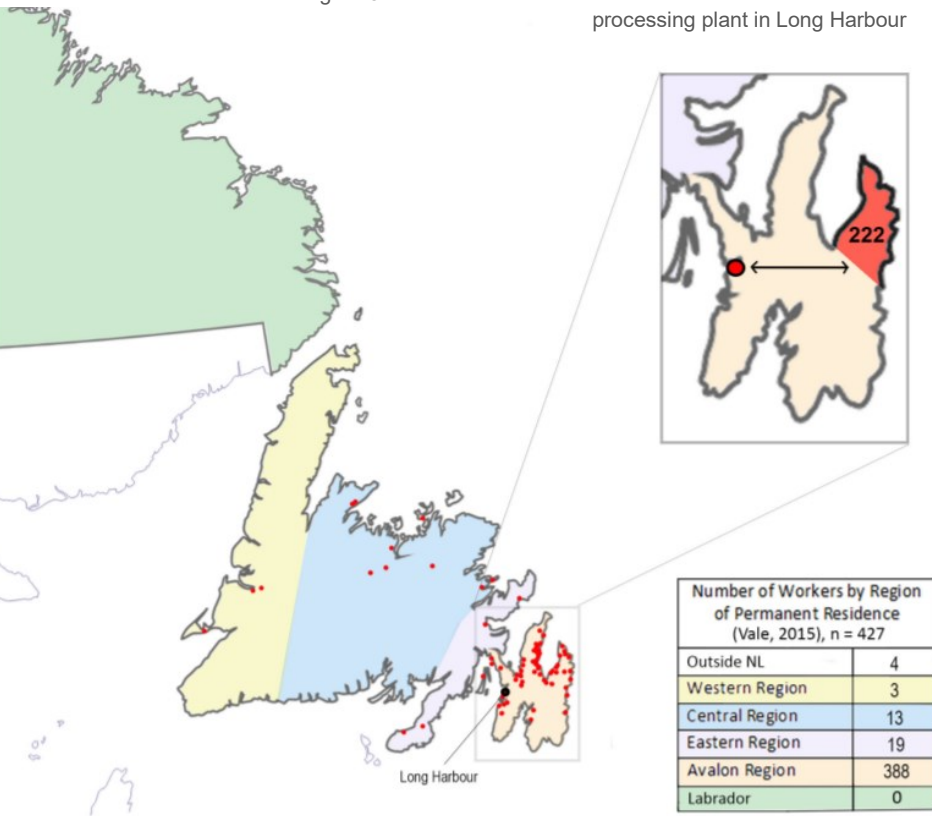 processing plant in Long Harbour
222
Long Harbour
Number of Workers by Region
of Permanent Residence
(Vale, 2015), n = 427
Outside NL 4
Western Region 3
Central Region 13
Eastern Region 19
Avalon Region 388
Labrador 0